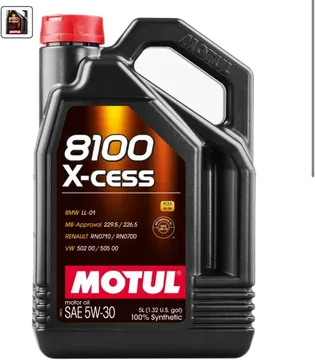 MOTUL
8100
X-cess
BMW LL-01
MB-Approval 229.5 / 226.5
RENAULT RN0710 / RN0700
VW 502 00 / 505 00
MOTUL
motor oil
SAE 5W-30
5L (1.32 U.S. gal)
100% Synthetic